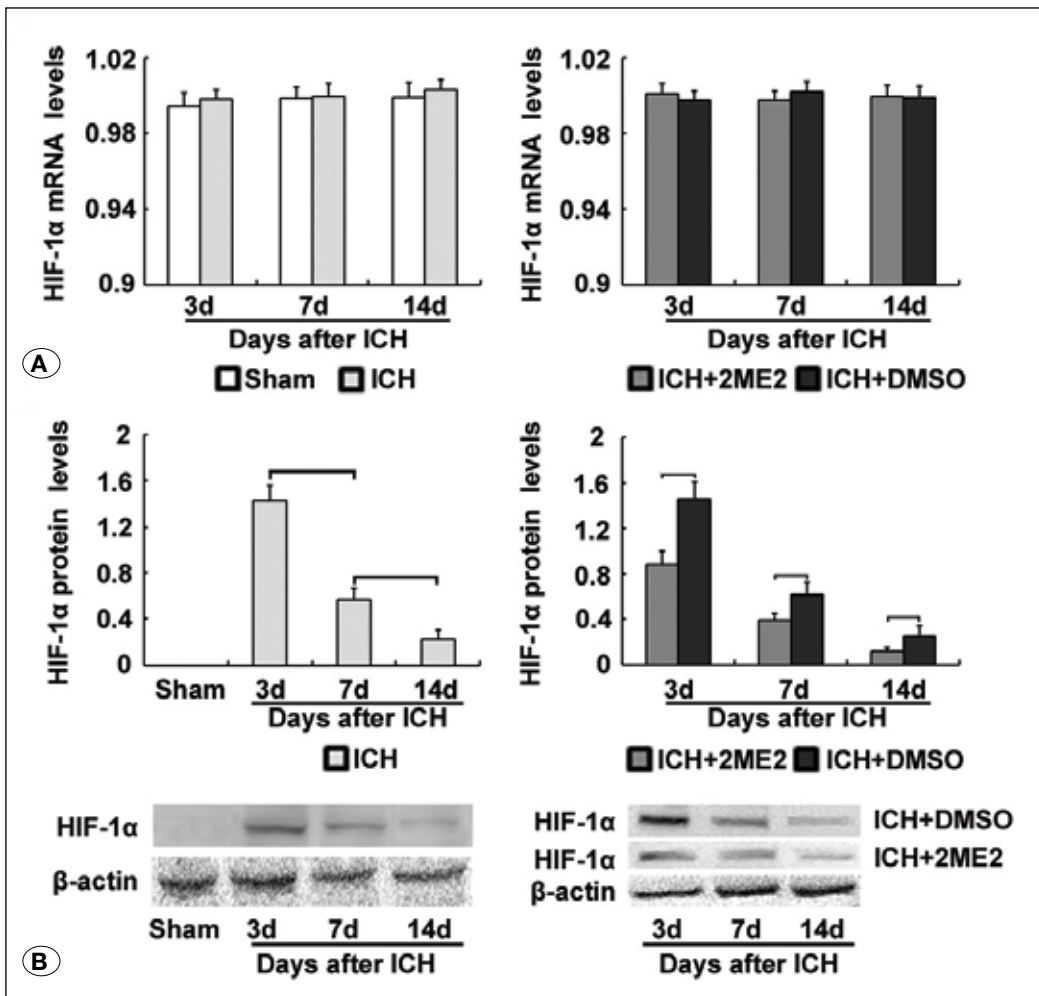 HIF-1α mRNA levels
1.02
0.98
0.94
0.9
3d 7d 14d
Days after ICH
Sham ICH
HIF-1α mRNA levels
1.02
0.98
0.94
0.9
3d 7d 14d
Days after ICH
ICH+2ME2 ICH+DMSO
A
HIF-1α protein levels
2
1.6
1.2
0.8
0.4
0
Sham 3d 7d 14d
Days after ICH
ICH
HIF-1α protein levels
2
1.6
1.2
0.8
0.4
0
3d 7d 14d
Days after ICH
ICH+2ME2 ICH+DMSO
HIF-1α
β-actin
Sham 3d 7d 14d
Days after ICH
HIF-1α ICH+DMSO
HIF-1α ICH+2ME2
β-actin
3d 7d 14d
Days after ICH
B